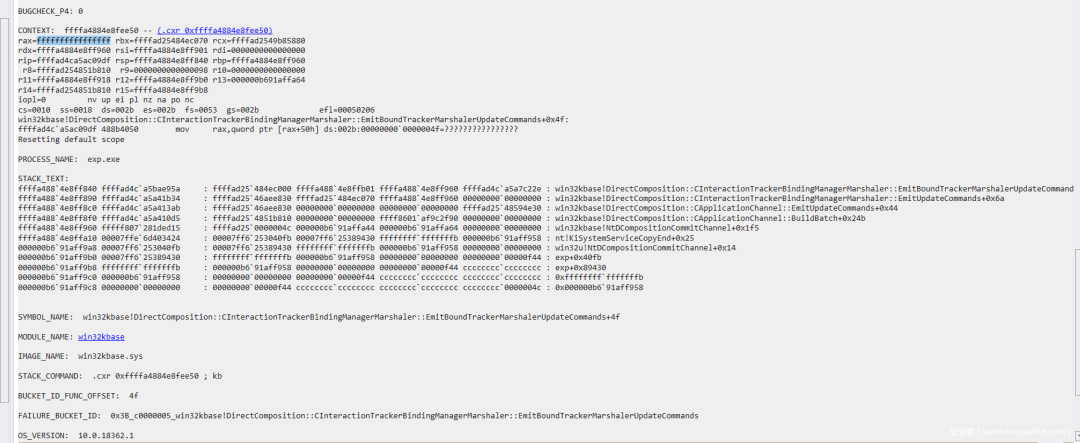 BUGCHECK_P4: 0
CONTEXT:  ffffa4884e8fee50 -- (.cxr 0xffffa4884e8fee50)
rax=ffffffffffffffff rbx=ffffad25484ec070 rcx=ffffad2549b85880
rdx=ffffa4884e8ff960 rsi=ffffa4884e8ff901 rdi=0000000000000000
rip=ffffad4ca5ac09df rsp=ffffa4884e8ff840 rbp=ffffa4884e8ff960
r8=ffffad254851b810  r9=0000000000000098 r10=0000000000000000
r11=ffffa4884e8ff918 r12=ffffa4884e8ff9b0 r13=000000b691affa64
r14=ffffad254851b810 r15=ffffa4884e8ff9b8
iopl=0         nv up ei pl nz na po nc
cs=0010  ss=0018  ds=002b  es=002b  fs=0053  gs=002b             efl=00050206
win32kbase!DirectComposition::CInteractionTrackerBindingManagerMarshaler::EmitBoundTrackerMarshalerUpdateCommands+0x4f:
ffffad4c`a5ac09df 488b4050        mov     rax,qword ptr [rax+50h] ds:002b:00000000`0000004f=????????????????
Resetting default scope
PROCESS_NAME:  exp.exe
STACK_TEXT:
ffffa488`4e8ff840 ffffad4c`a5bae95a     : ffffad25`484ec000 ffffa488`4e8ffb01 ffffa488`4e8ff960 ffffad4c`a5a7c22e : win32kbase!DirectComposition::CInteractionTrackerBindingManagerMarshaler::EmitBoundTrackerMarshalerUpdateCommand
ffffa488`4e8ff890 ffffad4c`a5a41b34     : ffffad25`46aee830 ffffad25`484ec070 ffffa488`4e8ff960 ffffad25`46aee830 : win32kbase!DirectComposition::CInteractionTrackerBindingManagerMarshaler::EmitUpdateCommands+0x6a
ffffa488`4e8ff8c0 ffffad4c`a5a413ab     : ffffad25`46aee830 00000000`00000000 00000000`00000000 ffffad25`48594e30 : win32kbase!DirectComposition::CApplicationChannel::EmitUpdateCommands+0x44
ffffa488`4e8ff8f0 ffffad4c`a5a410d5     : ffffad25`4851b810 00000000`00000000 ffff8601`af9c2f90 00000000`00000000 : win32kbase!DirectComposition::CApplicationChannel::BuildBatch+0x24b
ffffa488`4e8ff960 fffff807`281ded15     : ffffad25`0000004c 000000b6`91affa44 000000b6`91affa64 00000000`00000000 : win32kbase!NtDCompositionCommitChannel+0x1f5
ffffa488`4e8ffa10 00007ffe`6d403424     : 00007ff6`253040fb 00007ff6`25389430 ffffffff`fffffffb 000000b6`91aff958 : nt!KiSystemServiceCopyEnd+0x25
000000b6`91aff9a8 00007ff6`253040fb     : 00007ff6`25389430 ffffffff`fffffffb 000000b6`91aff958 00000000`00000000 : win32u!NtDCompositionCommitChannel+0x14
000000b6`91aff9b0 00007ff6`25389430     : ffffffff`fffffffb 000000b6`91aff958 00000000`00000000 00000000`00000f44 : exp+0x40fb
000000b6`91aff9b8 ffffffff`fffffffb     : 000000b6`91aff958 00000000`00000000 00000000`00000f44 cccccccc`cccccccc : exp+0x89430
000000b6`91aff9c0 000000b6`91aff958     : 00000000`00000000 00000000`00000f44 cccccccc`cccccccc cccccccc`cccccccc : 0xffffffff`fffffffb
000000b6`91aff9c8 00000000`00000000     : 00000000`00000f44 cccccccc`cccccccc cccccccc`cccccccc cccccccc`0000004c : 0x000000b6`91aff958
SYMBOL_NAME:  win32kbase!DirectComposition::CInteractionTrackerBindingManagerMarshaler::EmitBoundTrackerMarshalerUpdateCommands+4f
MODULE_NAME: win32kbase
IMAGE_NAME:  win32kbase.sys
STACK_COMMAND:  .cxr 0xffffa4884e8fee50 ; kb
BUCKET_ID_FUNC_OFFSET:  4f
FAILURE_BUCKET_ID:  0x3B_c0000005_win32kbase!DirectComposition::CInteractionTrackerBindingManagerMarshaler::EmitBoundTrackerMarshalerUpdateCommands
OS_VERSION:  10.0.18362.1